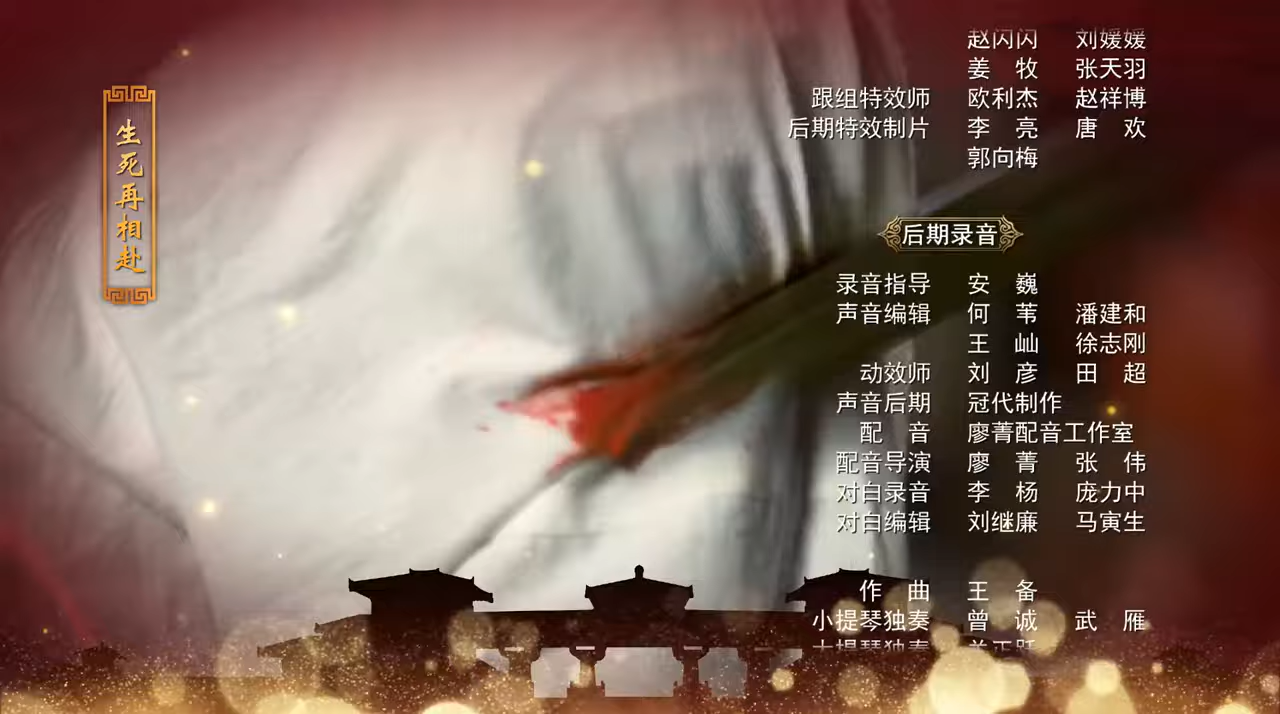 生死再相赴
赵闪闪 刘媛媛
姜 牧 张天羽
跟组特效师 欧利杰 赵祥博
后期特效制片 李 亮 唐 欢
郭向梅
后期录音
录音指导 安 巍
声音编辑 何 苇 潘建和
王 屾 徐志刚
动效师 刘 彦 田 超
声音后期 冠代制作
配 音 廖菁配音工作室
配音导演 廖 菁 张 伟
对白录音 李 杨 庞力中
对白编辑 刘继廉 马寅生
作 曲 王 备
小提琴独奏 曾 诚 武 雁
大提琴独奏